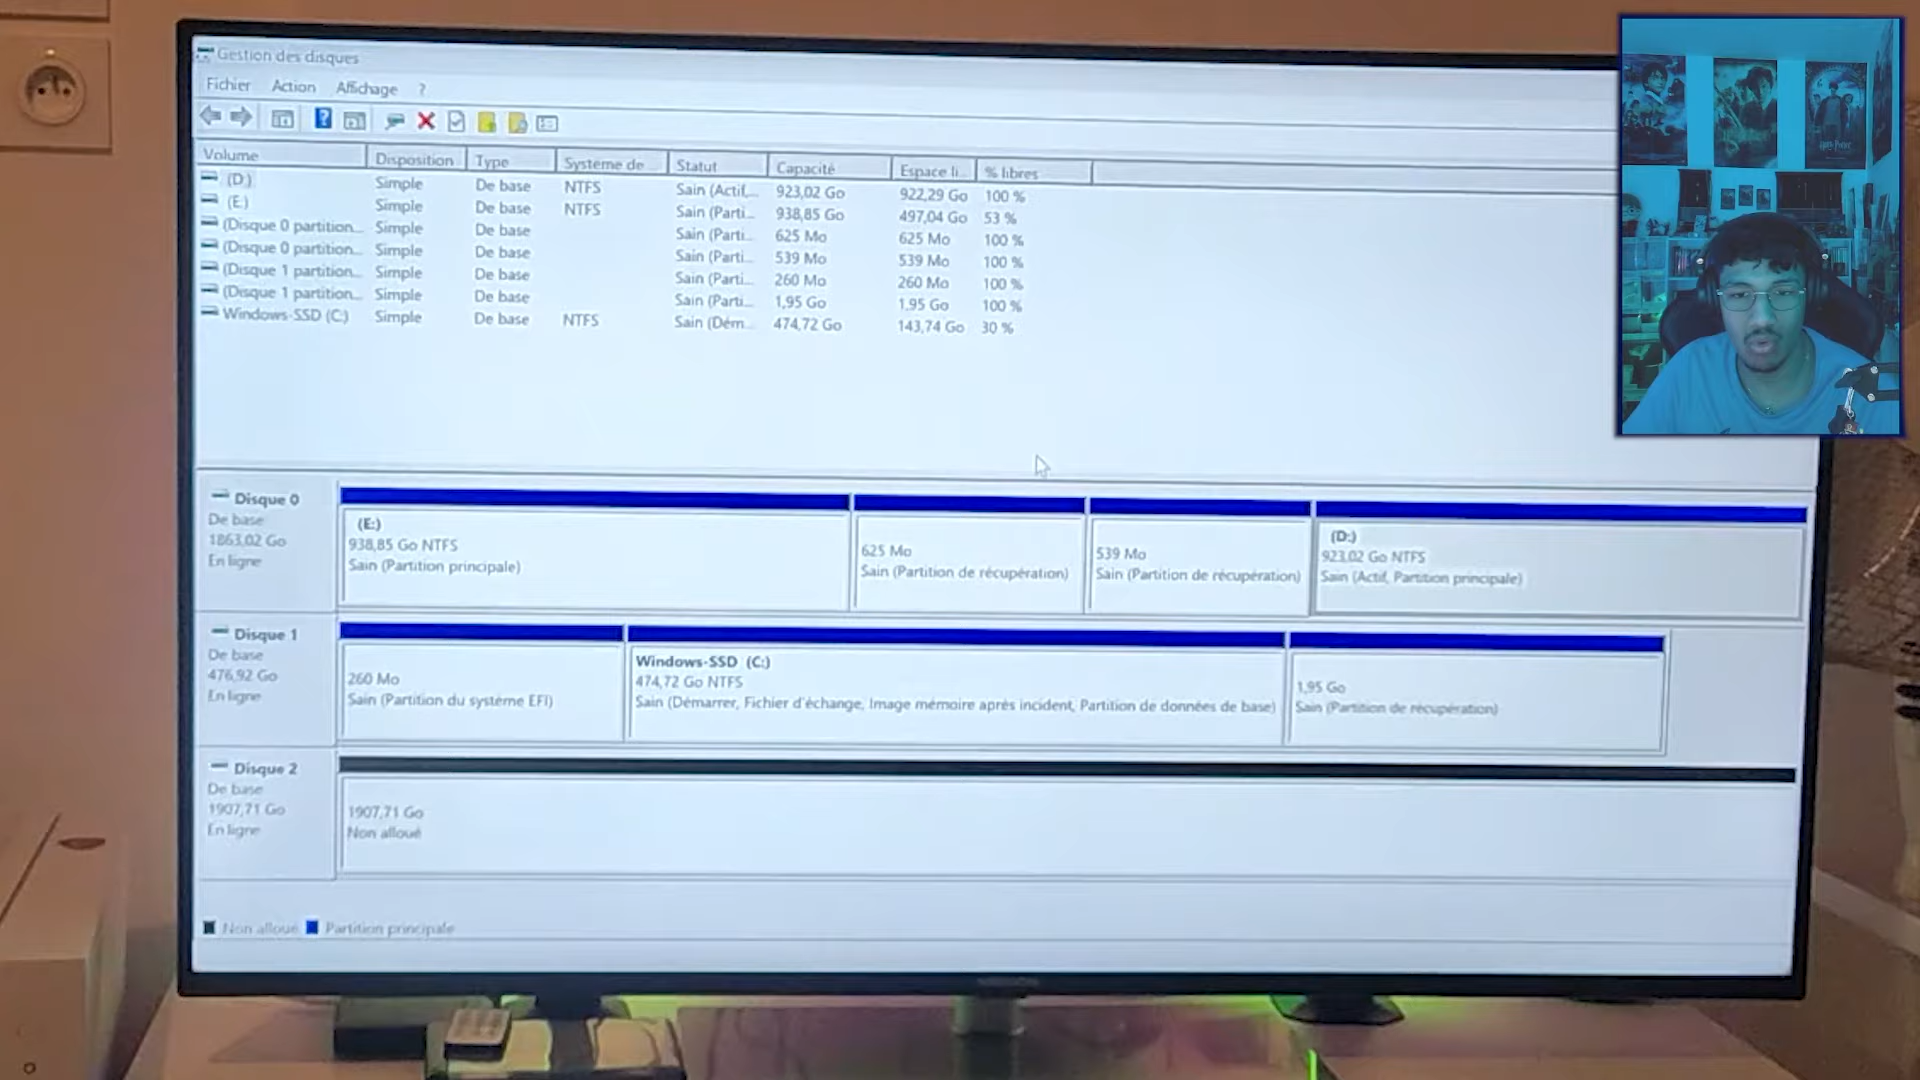 Gestion des disques
Fichier Action Affichage ?
Volume Disposition Type Système de Statut Capacité Espace li... % libres
(D:) Simple De base NTFS Sain (Actif,... 923,02 Go 922,29 Go 100 %
(E:) Simple De base NTFS Sain (Parti... 938,85 Go 497,04 Go 53 %
(Disque 0 partition... Simple De base Sain (Parti... 625 Mo 625 Mo 100 %
(Disque 0 partition... Simple De base Sain (Parti... 539 Mo 539 Mo 100 %
(Disque 1 partition... Simple De base Sain (Parti... 260 Mo 260 Mo 100 %
(Disque 1 partition... Simple De base Sain (Parti... 1,95 Go 1,95 Go 100 %
Windows-SSD (C:) Simple De base NTFS Sain (Dém... 474,72 Go 143,74 Go 30 %
Disque 0
De base
1863,02 Go
En ligne
(E:)
938,85 Go NTFS
Sain (Partition principale)
625 Mo
Sain (Partition de récupération)
539 Mo
Sain (Partition de récupération)
(D:)
923,02 Go NTFS
Sain (Actif, Partition principale)
Disque 1
De base
476,92 Go
En ligne
260 Mo
Sain (Partition du système EFI)
Windows-SSD (C:)
474,72 Go NTFS
Sain (Démarrer, Fichier d'échange, Image mémoire après incident, Partition de données de base)
1,95 Go
Sain (Partition de récupération)
Disque 2
De base
1907,71 Go
En ligne
1907,71 Go
Non alloué
Non alloué Partition principale